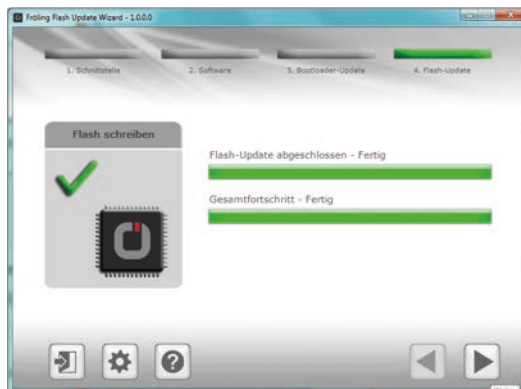 Fröling Flash Update Wizard - 1.0.0.0
1. Schnittstelle
2. Software
3. Bootloader-Update
4. Flash-Update
Flash schreiben
Flash-Update abgeschlossen - Fertig
Gesamtfortschritt - Fertig
?